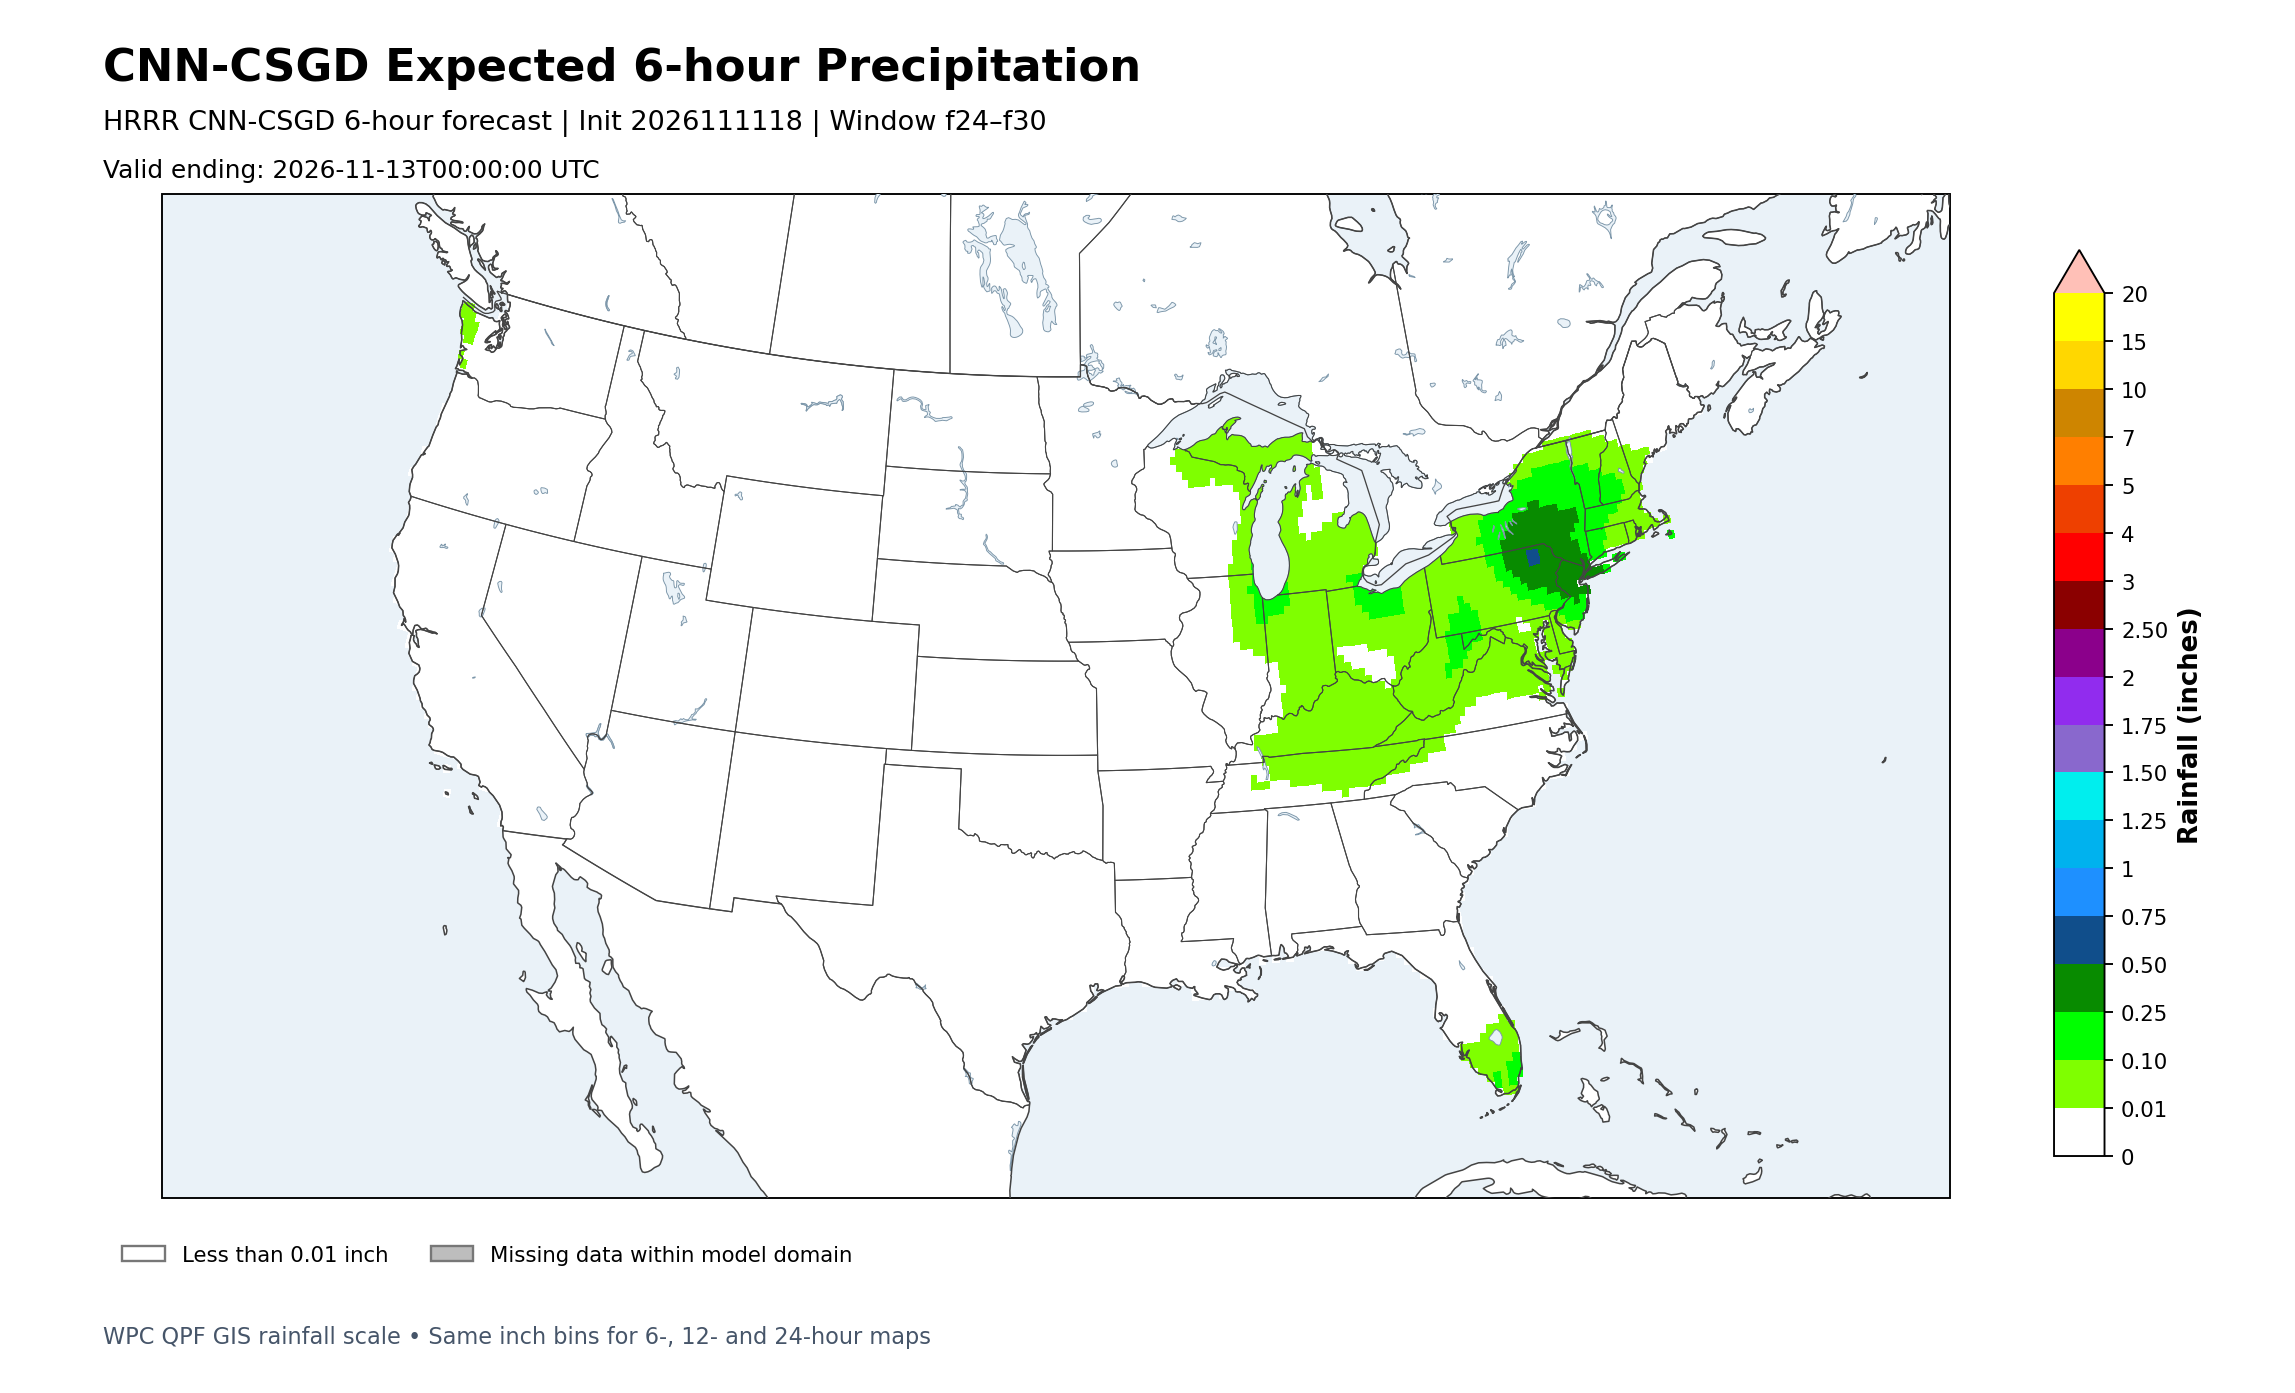 CNN-CSGD Expected 6-hour Precipitation
HRRR CNN-CSGD 6-hour forecast | Init 2026111118 | Window f24–f30
Valid ending: 2026-11-13T00:00:00 UTC
20
15
10
7
5
4
3
2.50
2
1.75
1.50
1.25
1
0.75
0.50
0.25
0.10
0.01
0
Rainfall (inches)
Less than 0.01 inch
Missing data within model domain
WPC QPF GIS rainfall scale • Same inch bins for 6-, 12- and 24-hour maps